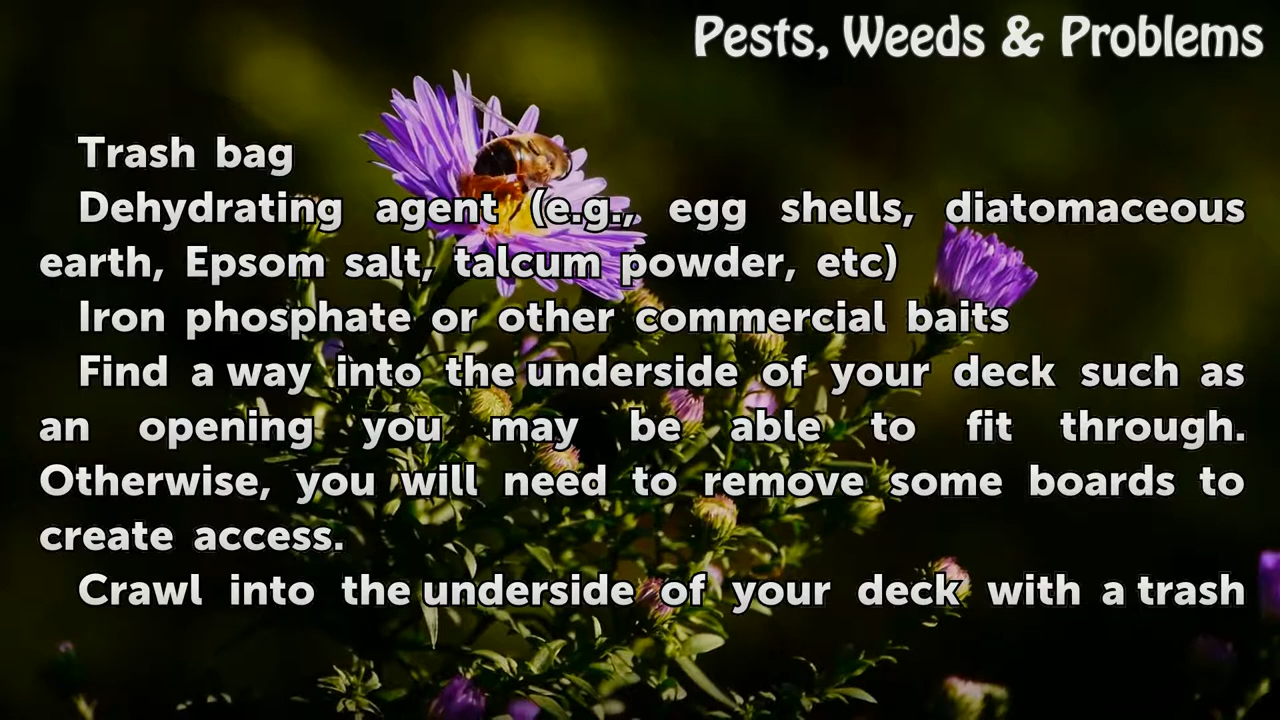 Pests, Weeds & Problems
Trash bag
Dehydrating agent (e.g., egg shells, diatomaceous
earth, Epsom salt, talcum powder, etc)
Iron phosphate or other commercial baits
Find a way into the underside of your deck such as
an opening you may be able to fit through.
Otherwise, you will need to remove some boards to
create access.
Crawl into the underside of your deck with a trash